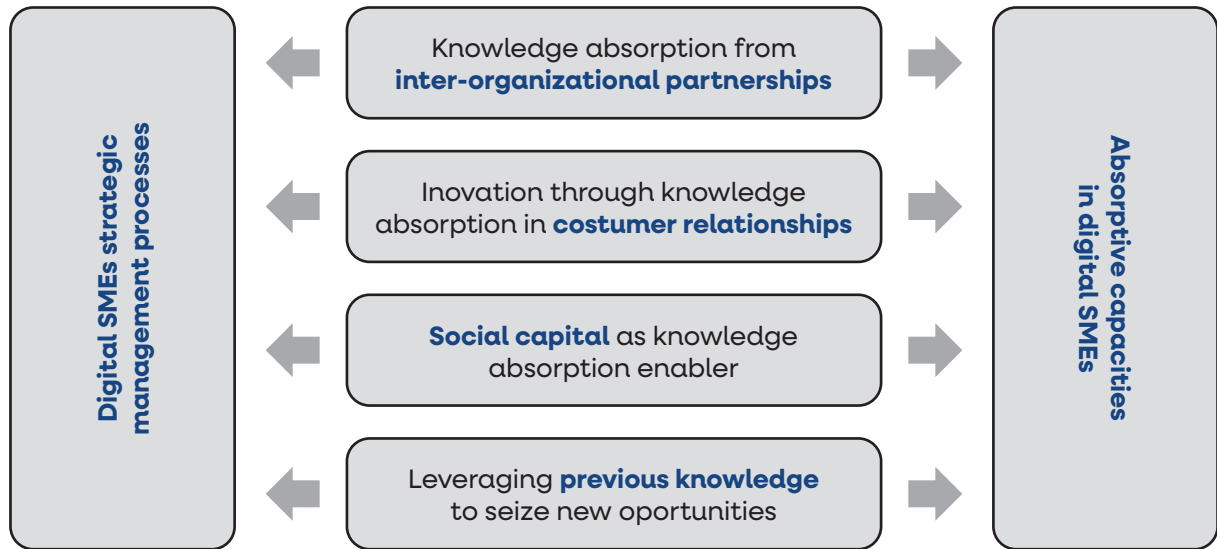 Digital SMEs strategic
management processes
Knowledge absorption from
inter-organizational partnerships
Inovation through knowledge
absorption in costumer relationships
Social capital as knowledge
absorption enabler
Leveraging previous knowledge
to seize new oportunities
Absorptive capacities
in digital SMEs